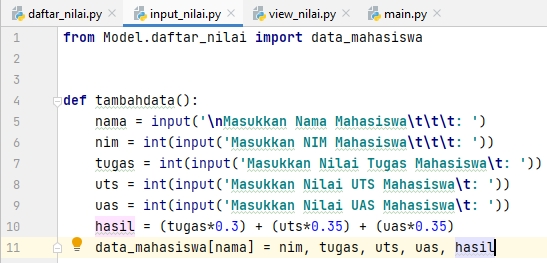 daftar_nilai.py × input_nilai.py × view_nilai.py × main.py ×
1 from Model.daftar_nilai import data_mahasiswa
2
3
4 def tambahdata():
5 nama = input('\nMasukkan Nama Mahasiswa\t\t\t: ')
6 nim = int(input('Masukkan NIM Mahasiswa\t\t\t: '))
7 tugas = int(input('Masukkan Nilai Tugas Mahasiswa\t: '))
8 uts = int(input('Masukkan Nilai UTS Mahasiswa\t: '))
9 uas = int(input('Masukkan Nilai UAS Mahasiswa\t: '))
10 hasil = (tugas*0.3) + (uts*0.35) + (uas*0.35)
11 data_mahasiswa[nama] = nim, tugas, uts, uas, hasil